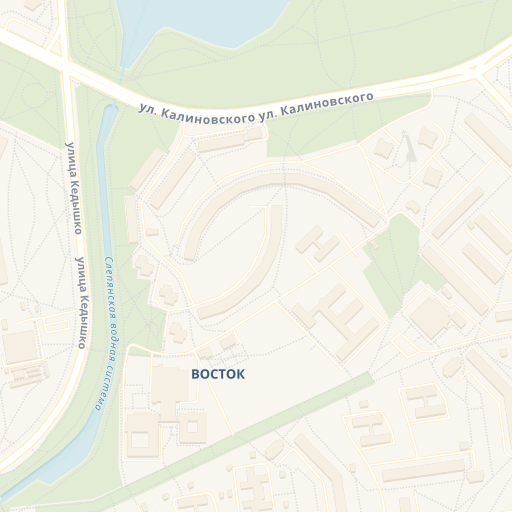 ул. Калиновского ул. Калиновского
улица Кедышко
улица Кедышко
Слепянская водная система
ВОСТОК